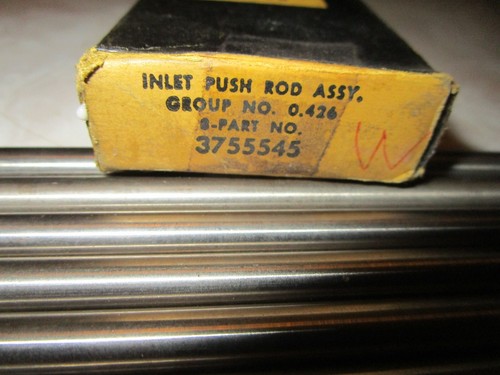 INLET PUSH ROD ASSY.
GROUP NO. 0.426
8-PART NO.
3755545
W